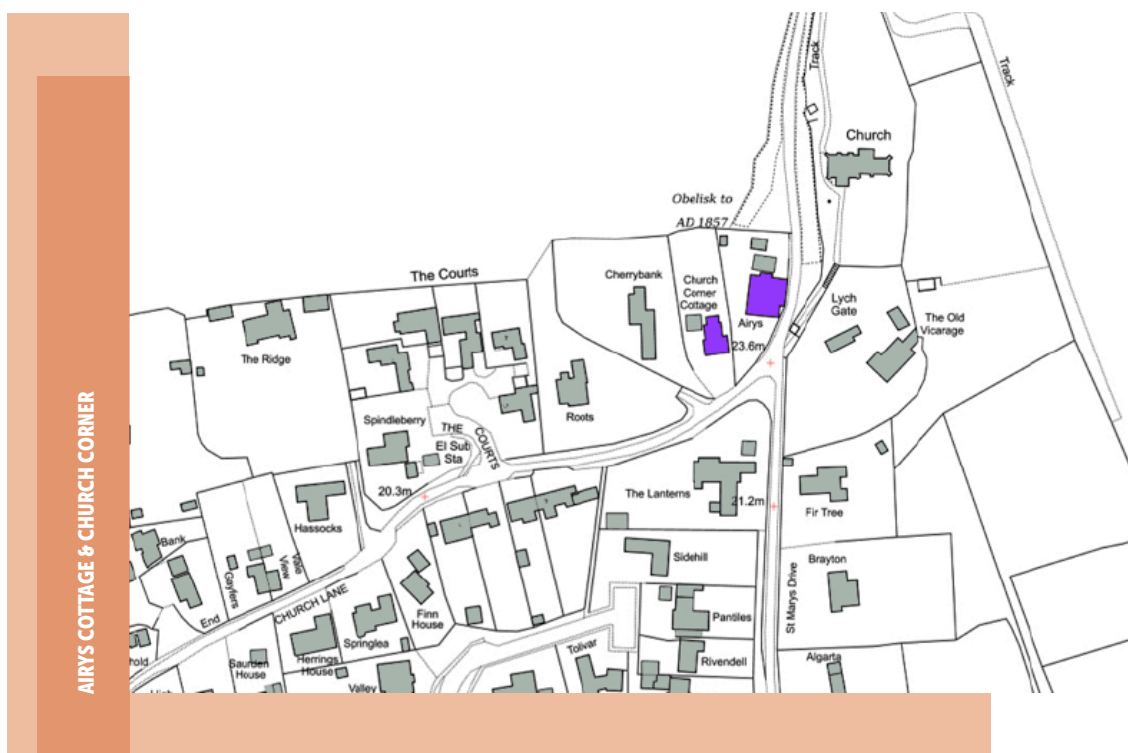 AIRYS COTTAGE & CHURCH CORNER
Track
Track
Church
Obelisk to
AD 1857
The Courts
Cherrybank
Church
Corner
Cottage
Airys
23.6m
Lych
Gate
The Old
Vicarage
The Ridge
Roots
Spindleberry
THE
COURTS
El Sub
Sta
20.3m
The Lanterns
21.2m
Fir Tree
Hassocks
Bank
Gayfers
Vale
View
End
CHURCH LANE
Finn
House
Springlea
Herrings
House
Saurden
House
Valley
Tolivar
Sidehill
Pantiles
Rivendell
St Marys Drive
Brayton
Algarta
hold